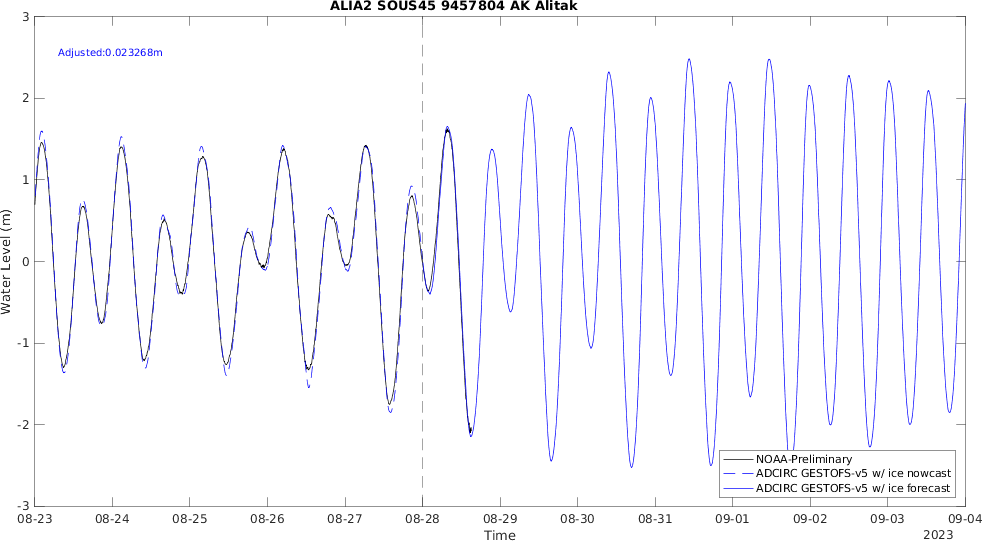 ALIA2 SOUS45 9457804 AK Alitak
Adjusted:0.023268m
Water Level (m)
3
2
1
0
-1
-2
-3
NOAA-Preliminary
ADCIRC GESTOFS-v5 w/ ice nowcast
ADCIRC GESTOFS-v5 w/ ice forecast
08-23 08-24 08-25 08-26 08-27 08-28 08-29 08-30 08-31 09-01 09-02 09-03 09-04
Time
2023